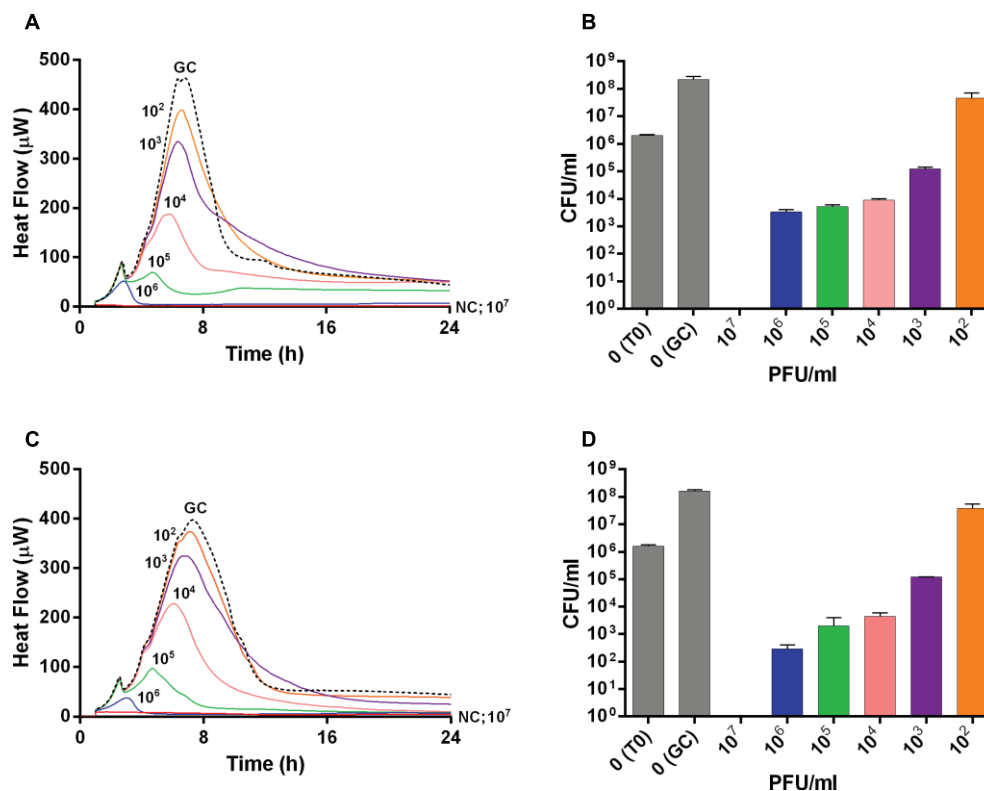 A
Heat Flow (µW)
500
400
300
200
100
0
GC
10²
10³
10⁴
10⁵
10⁶
NC; 10⁷
0 8 16 24
Time (h)
B
CFU/ml
10⁹
10⁸
10⁷
10⁶
10⁵
10⁴
10³
10²
10¹
10⁰
0 (T0) 0 (GC) 10⁷ 10⁶ 10⁵ 10⁴ 10³ 10²
PFU/ml
C
Heat Flow (µW)
500
400
300
200
100
0
GC
10²
10³
10⁴
10⁵
10⁶
NC; 10⁷
0 8 16 24
Time (h)
D
CFU/ml
10⁹
10⁸
10⁷
10⁶
10⁵
10⁴
10³
10²
10¹
10⁰
0 (T0) 0 (GC) 10⁷ 10⁶ 10⁵ 10⁴ 10³ 10²
PFU/ml